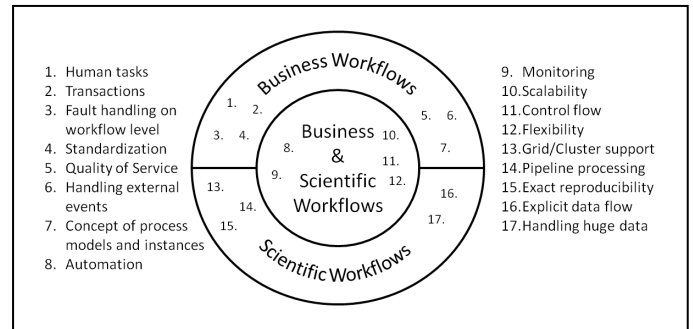 1. Human tasks
2. Transactions
3. Fault handling on
workflow level
4. Standardization
5. Quality of Service
6. Handling external
events
7. Concept of process
models and instances
8. Automation
Business Workflows
1.
2.
3.
4.
5.
6.
7.
Business
&
Scientific
Workflows
8.
9.
10.
11.
12.
13.
14.
15.
16.
17.
Scientific Workflows
9. Monitoring
10.Scalability
11.Control flow
12.Flexibility
13.Grid/Cluster support
14.Pipeline processing
15.Exact reproducibility
16.Explicit data flow
17.Handling huge data